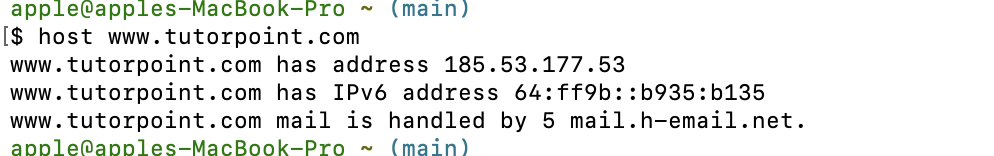 apple@apples-MacBook-Pro ~ (main)
[$ host www.tutorpoint.com
www.tutorpoint.com has address 185.53.177.53
www.tutorpoint.com has IPv6 address 64:ff9b::b935:b135
www.tutorpoint.com mail is handled by 5 mail.h-email.net.
apple@apples-MacBook-Pro ~ (main)